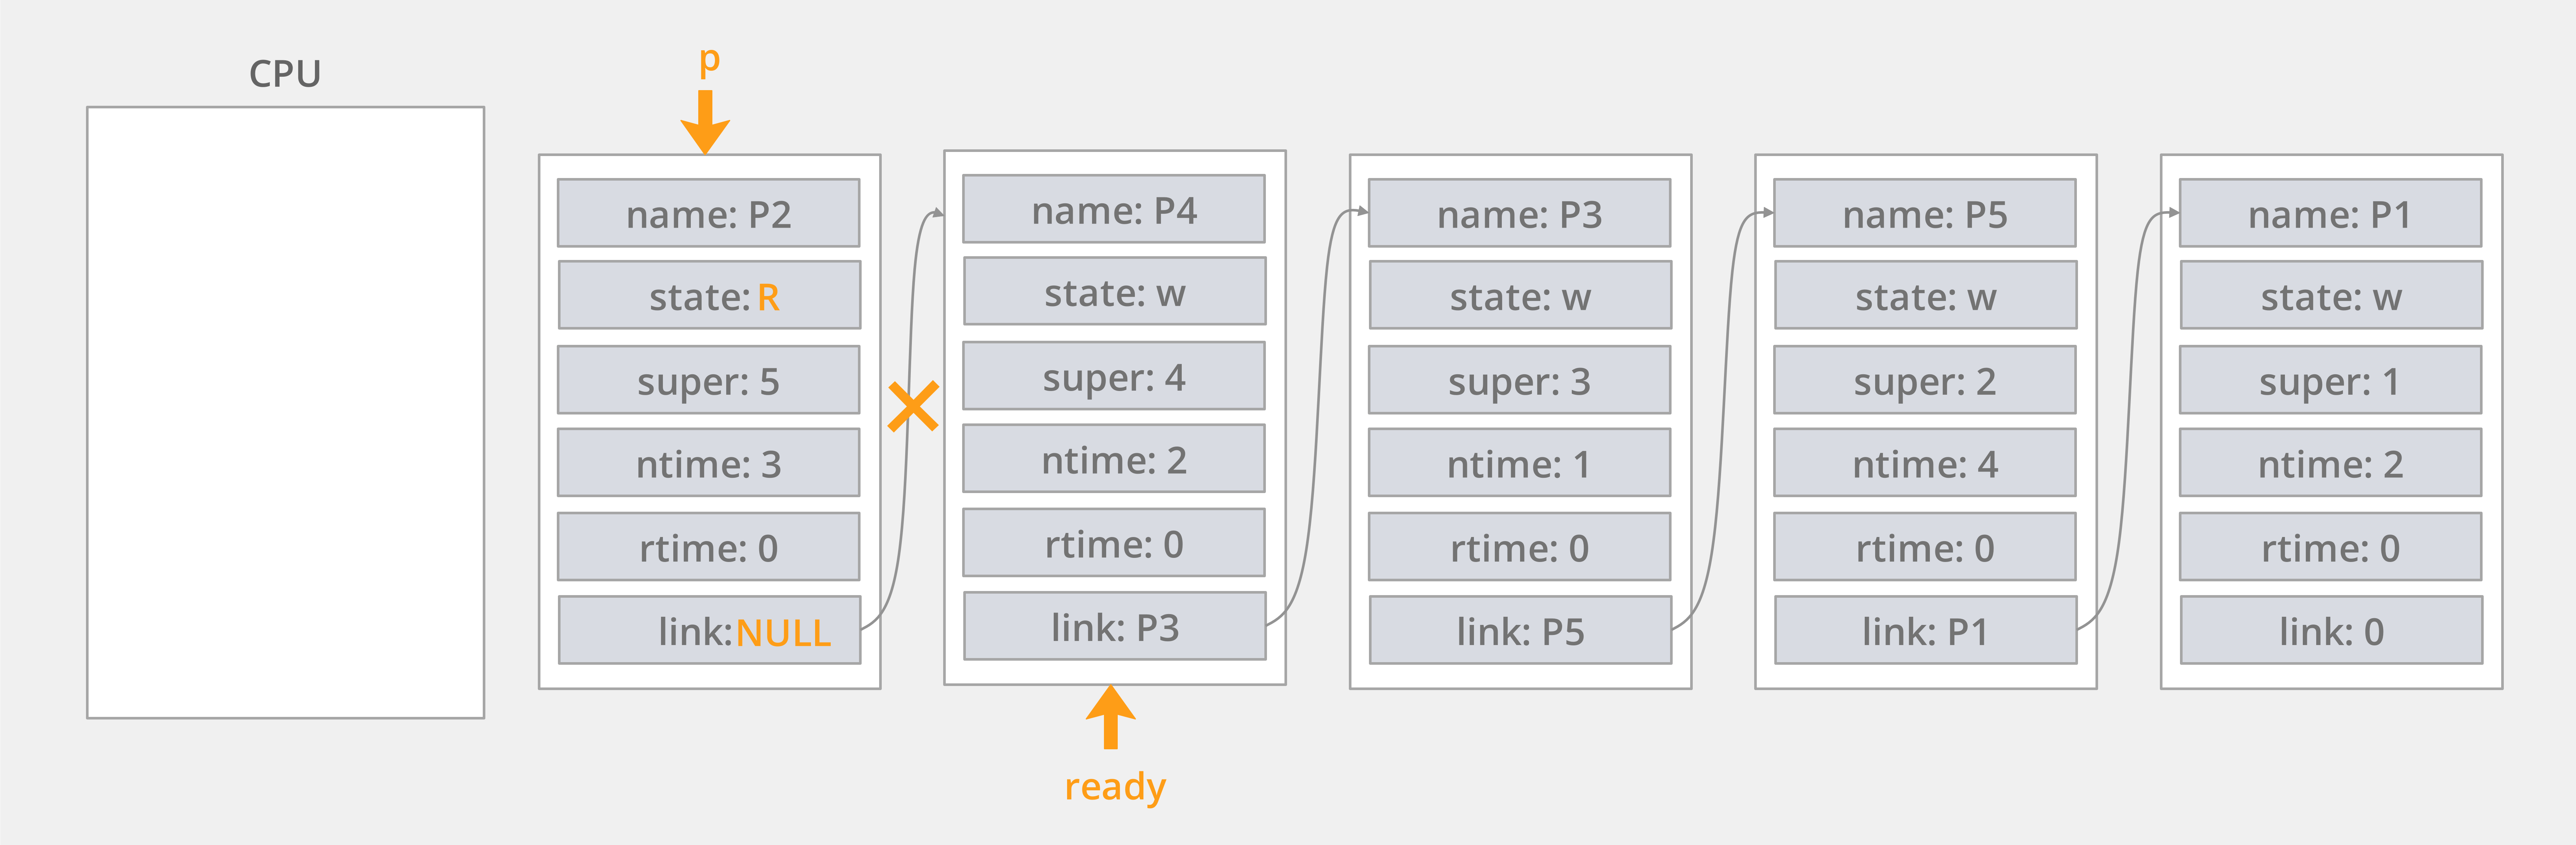 CPU
p
name: P2
state: R
super: 5
ntime: 3
rtime: 0
link: NULL
name: P4
state: w
super: 4
ntime: 2
rtime: 0
link: P3
ready
name: P3
state: w
super: 3
ntime: 1
rtime: 0
link: P5
name: P5
state: w
super: 2
ntime: 4
rtime: 0
link: P1
name: P1
state: w
super: 1
ntime: 2
rtime: 0
link: 0